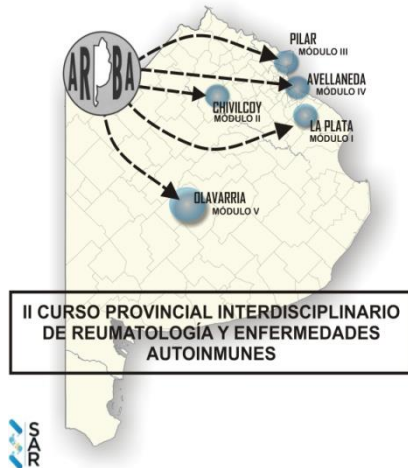 ARPBA
PILAR
MÓDULO III
AVELLANEDA
MÓDULO IV
CHIVILCOY
MÓDULO II
LA PLATA
MÓDULO I
OLAVARRIA
MÓDULO V
II CURSO PROVINCIAL INTERDISCIPLINARIO
DE REUMATOLOGÍA Y ENFERMEDADES
AUTOINMUNES
SAR